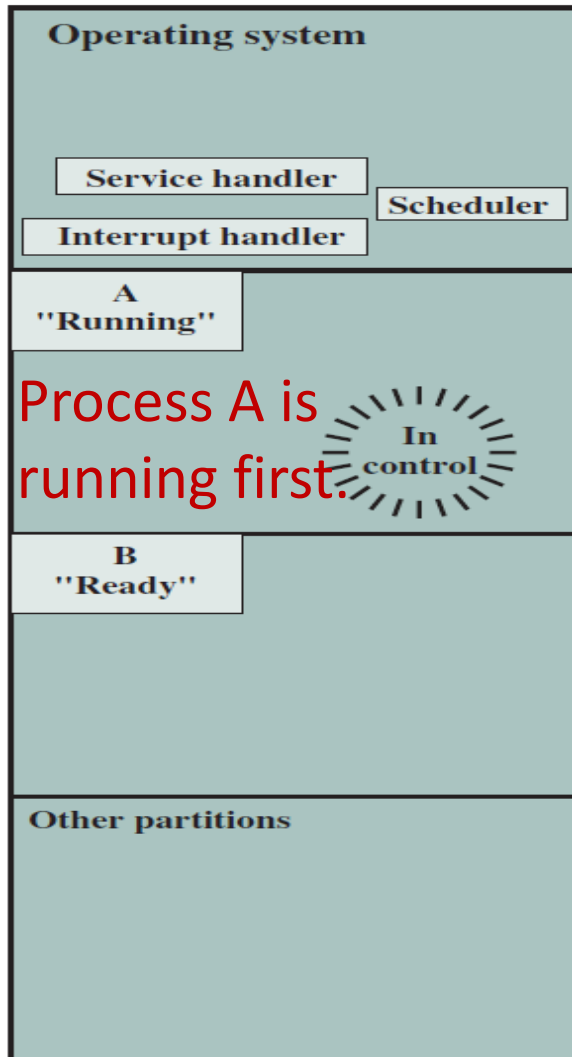 Operating system
Service handler
Scheduler
Interrupt handler
A
"Running"
Process A is
running first.
In
control
B
"Ready"
Other partitions